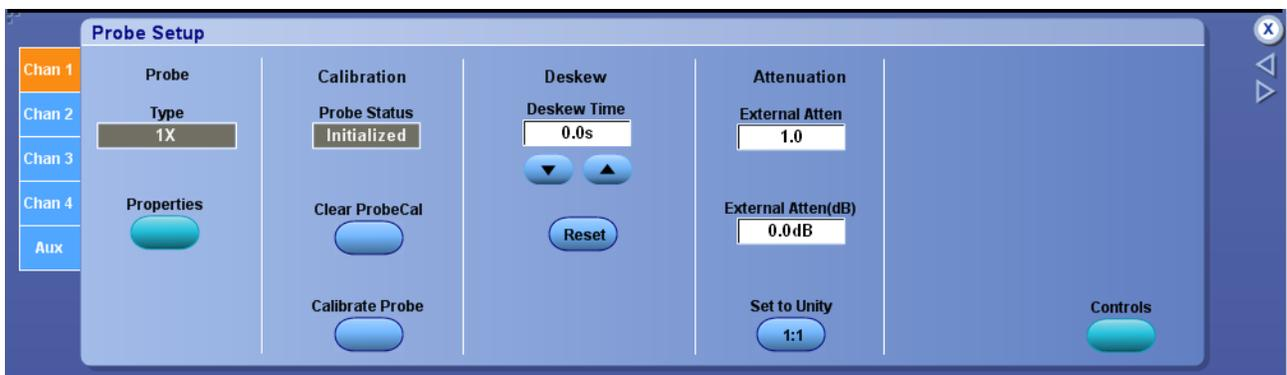 Probe Setup
X
Chan 1
Chan 2
Chan 3
Chan 4
Aux
Probe
Type
1X
Properties
Calibration
Probe Status
Initialized
Clear ProbeCal
Calibrate Probe
Deskew
Deskew Time
0.0s
Reset
Attenuation
External Atten
1.0
External Atten(dB)
0.0dB
Set to Unity
1:1
Controls